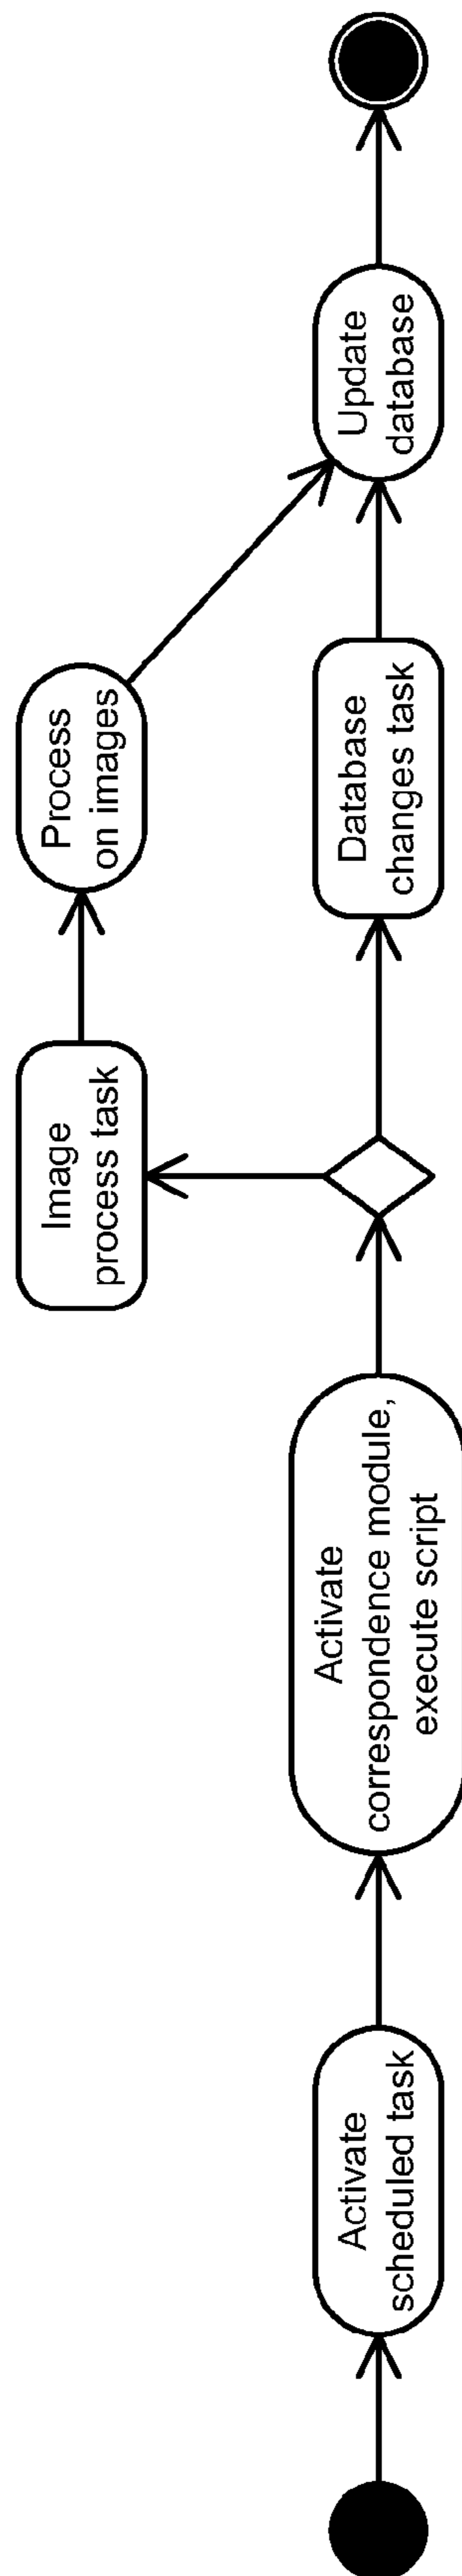 Activate
scheduled task
Activate
correspondence module,
execute script
Image
process task
Process
on images
Database
changes task
Update
database